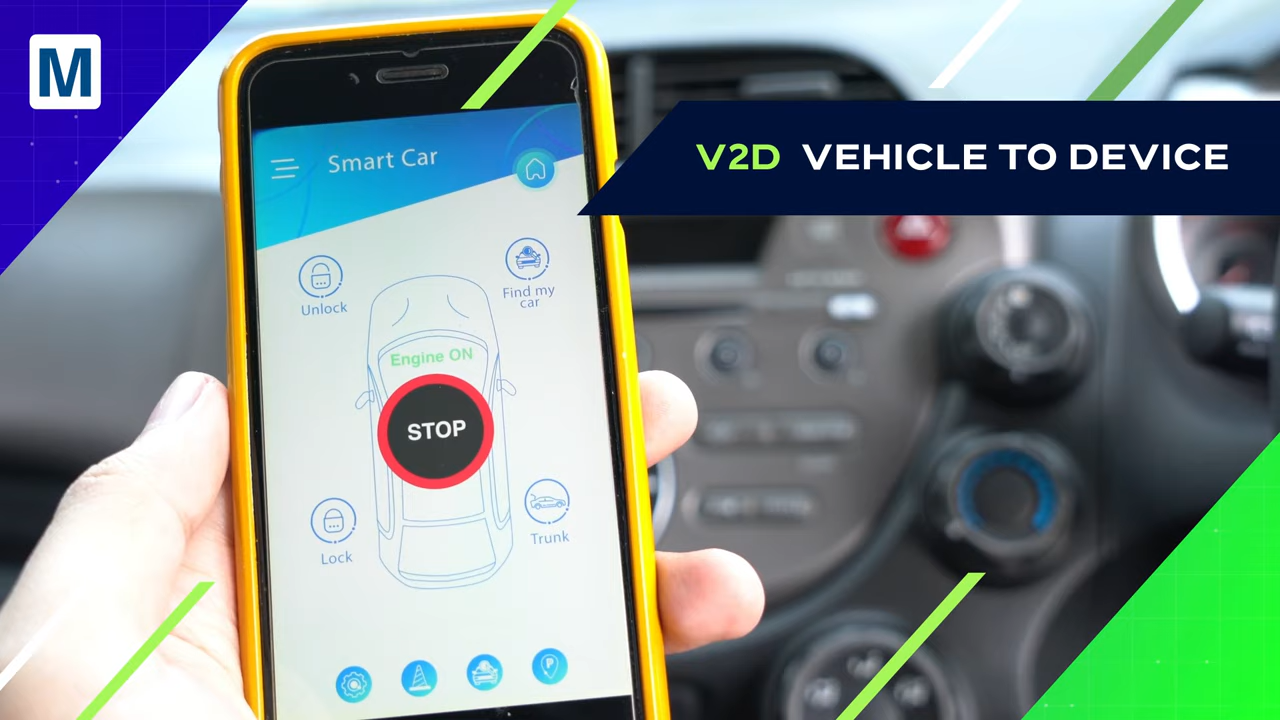 M
V2D VEHICLE TO DEVICE
Smart Car
Unlock
Find my
car
Engine ON
STOP
Lock
Trunk
P